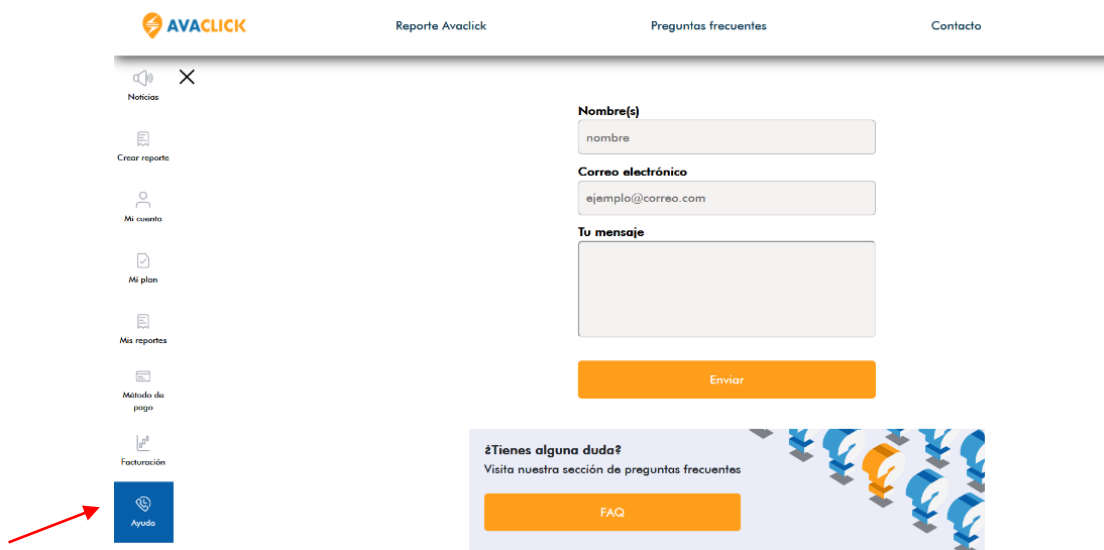 AVACLICK
Reporte Avaclick
Preguntas frecuentes
Contacto
Noticias
Crear reporte
Mi cuenta
Mi plan
Mis reportes
Método de
pago
Facturación
Ayuda
Nombre(s)
nombre
Correo electrónico
ejemplo@correo.com
Tu mensaje
Enviar
¿Tienes alguna duda?
Visita nuestra sección de preguntas frecuentes
FAQ